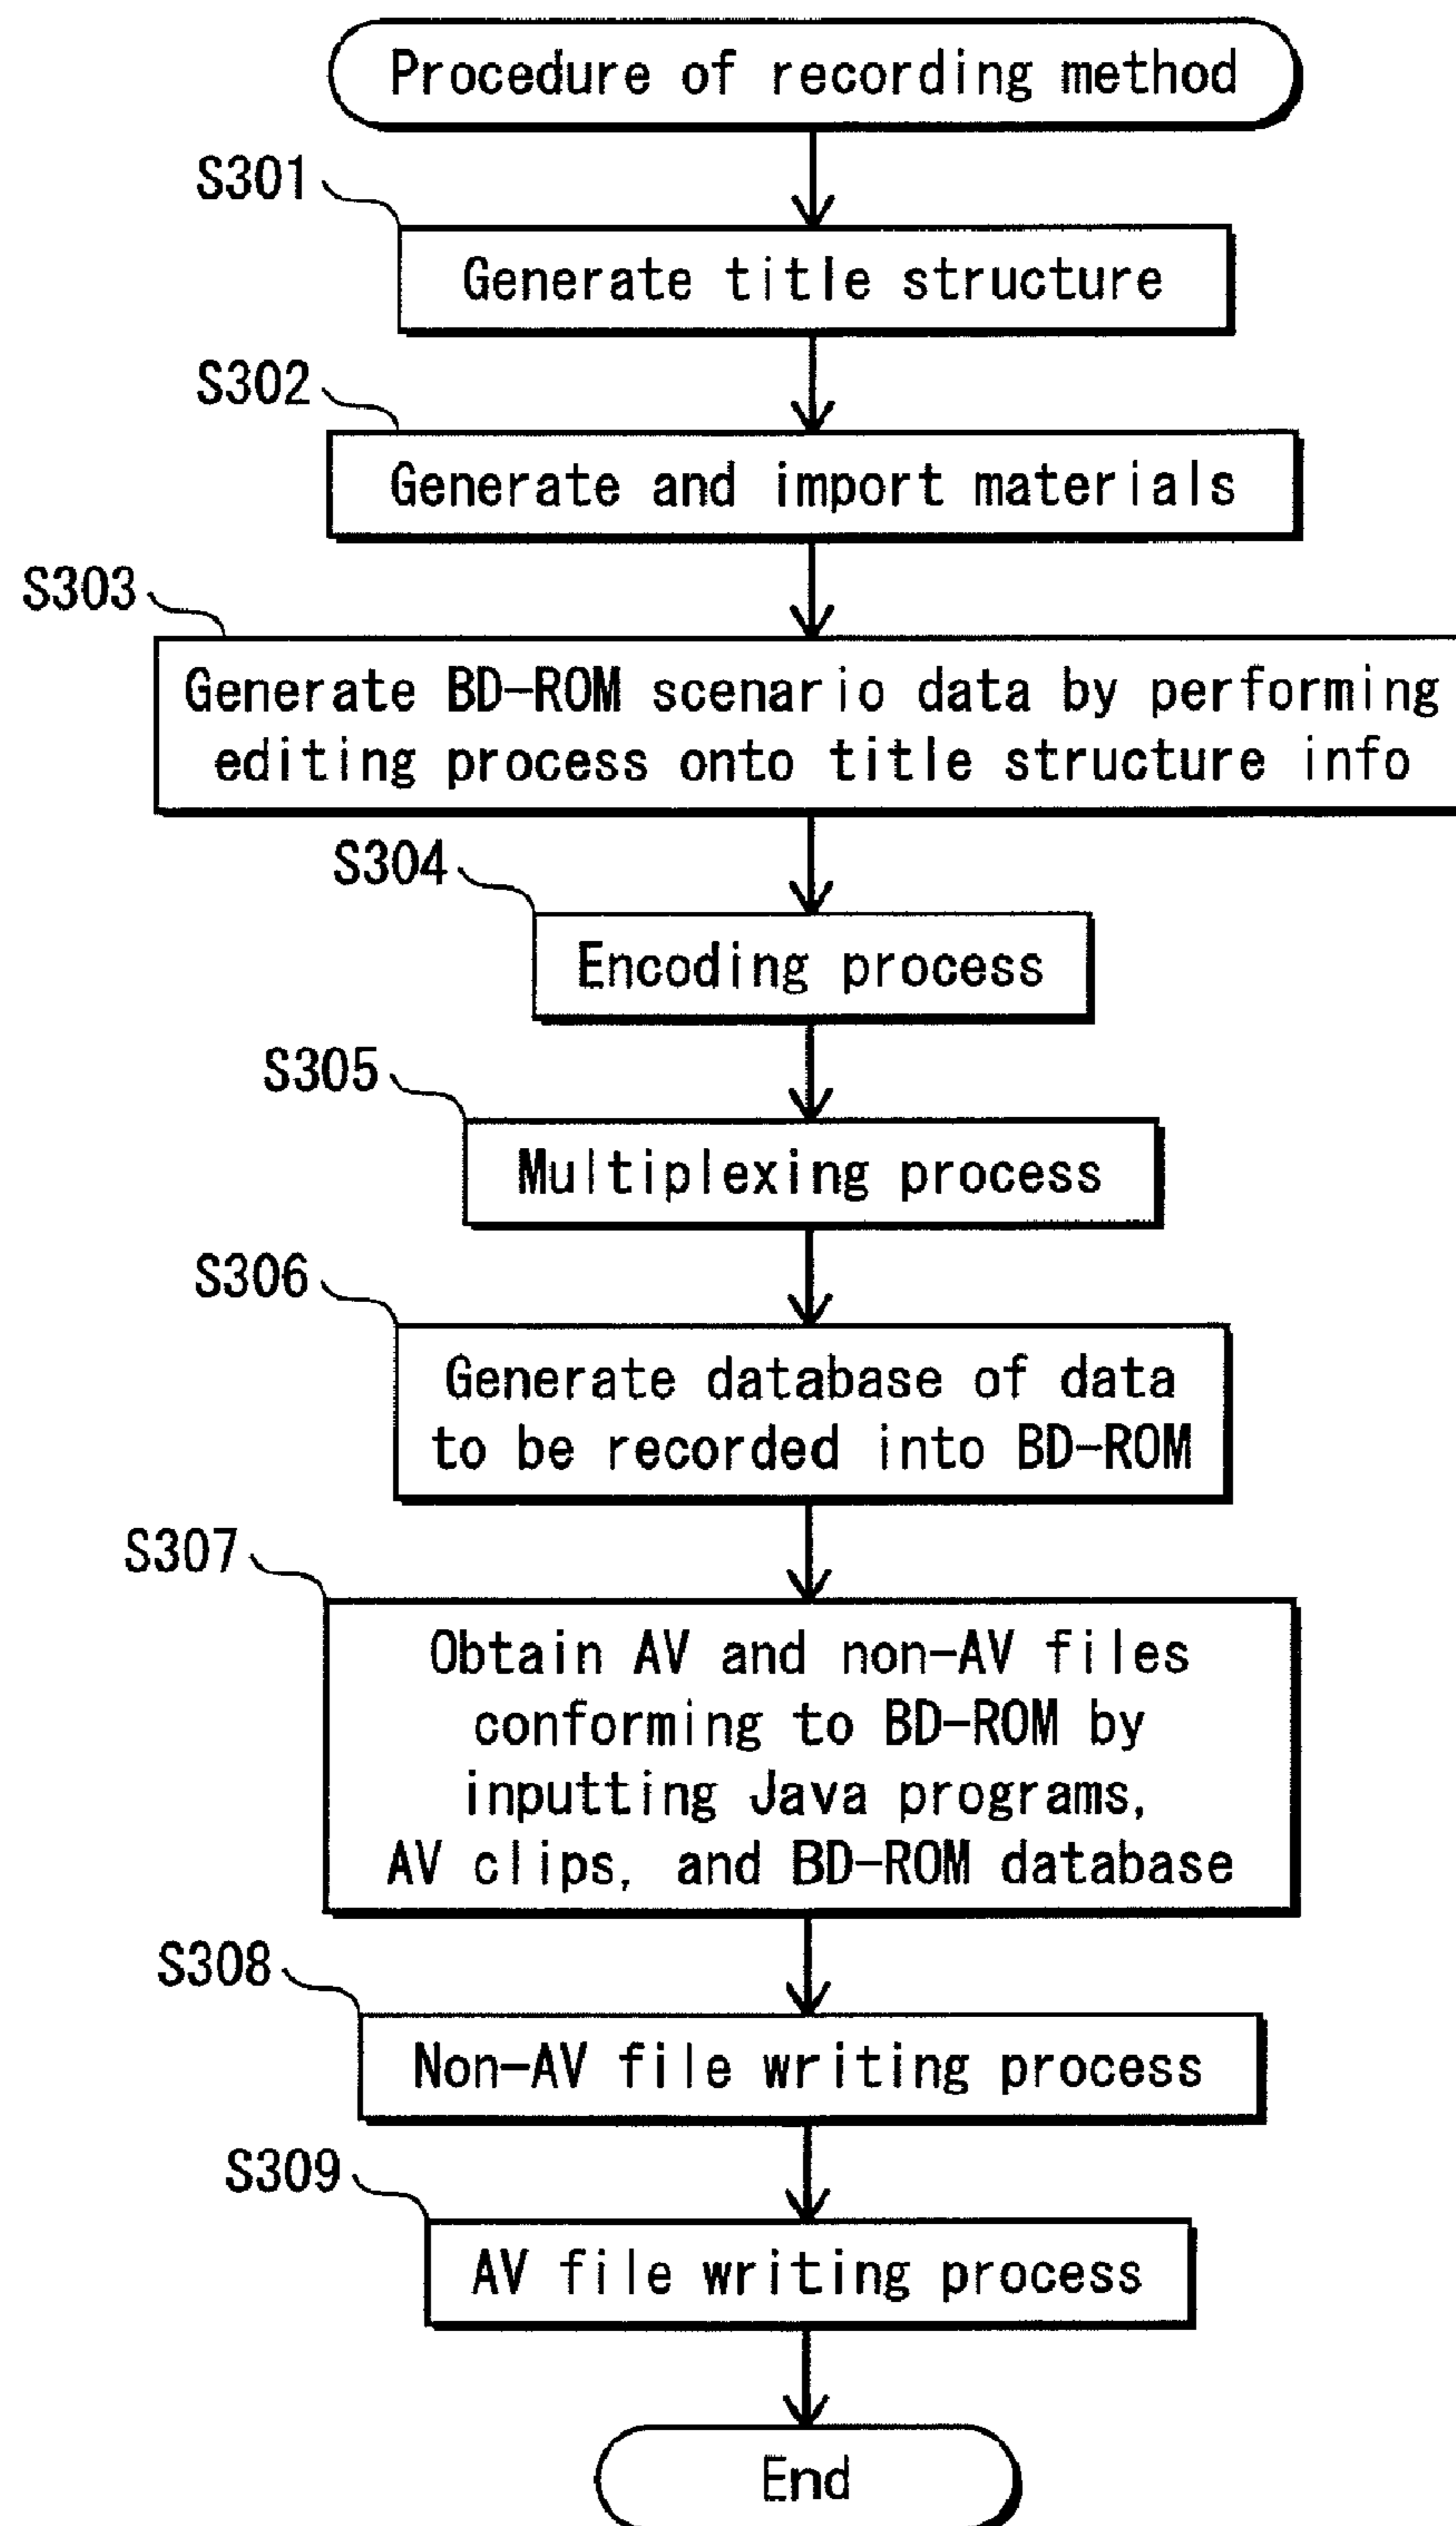 Procedure of recording method
S301
Generate title structure
S302
Generate and import materials
S303
Generate BD-ROM scenario data by performing
editing process onto title structure info
S304
Encoding process
S305
Multiplexing process
S306
Generate database of data
to be recorded into BD-ROM
S307
Obtain AV and non-AV files
conforming to BD-ROM by
inputting Java programs,
AV clips, and BD-ROM database
S308
Non-AV file writing process
S309
AV file writing process
End